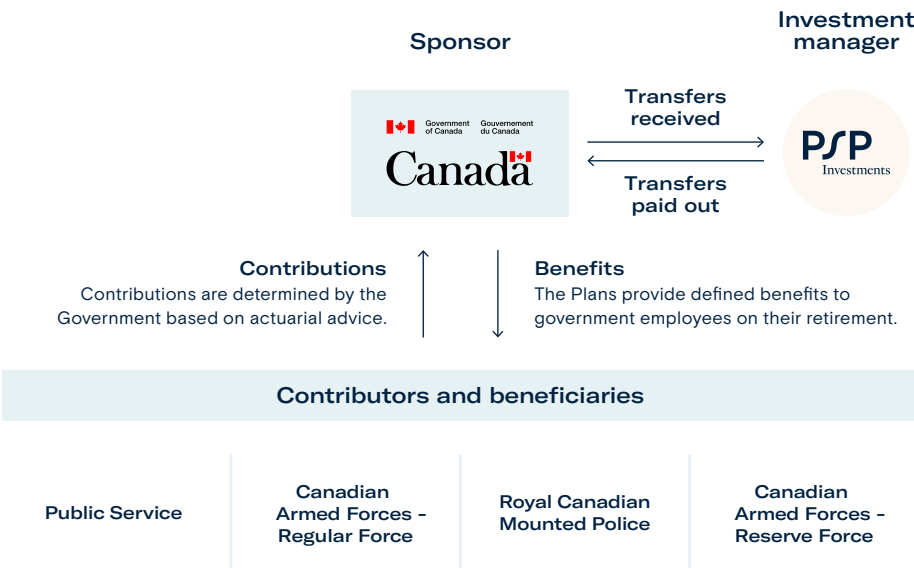 Sponsor
Investment
manager
Government
of Canada
Gouvernement
du Canada
Canada
Transfers
received
Transfers
paid out
PSP
Investments
Contributions
Contributions are determined by the
Government based on actuarial advice.
Benefits
The Plans provide defined benefits to
government employees on their retirement.
Contributors and beneficiaries
Public Service
Canadian
Armed Forces –
Regular Force
Royal Canadian
Mounted Police
Canadian
Armed Forces –
Reserve Force